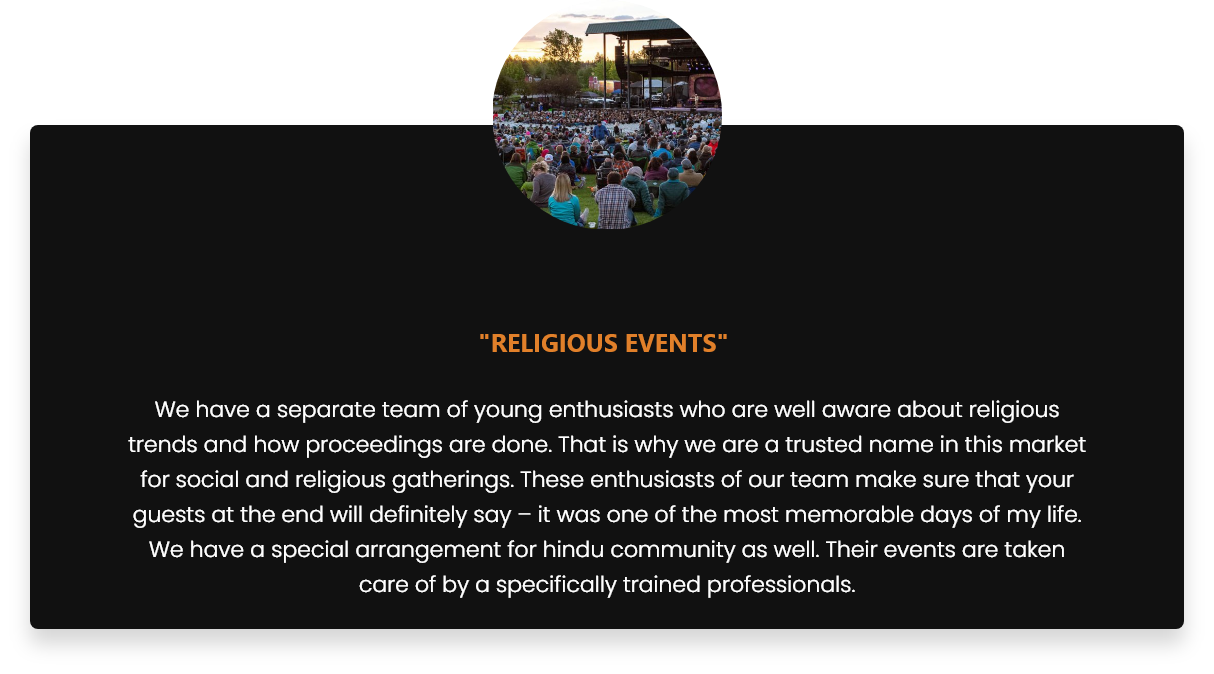 "RELIGIOUS EVENTS"
We have a separate team of young enthusiasts who are well aware about religious
trends and how proceedings are done. That is why we are a trusted name in this market
for social and religious gatherings. These enthusiasts of our team make sure that your
guests at the end will definitely say – it was one of the most memorable days of my life.
We have a special arrangement for hindu community as well. Their events are taken
care of by a specifically trained professionals.